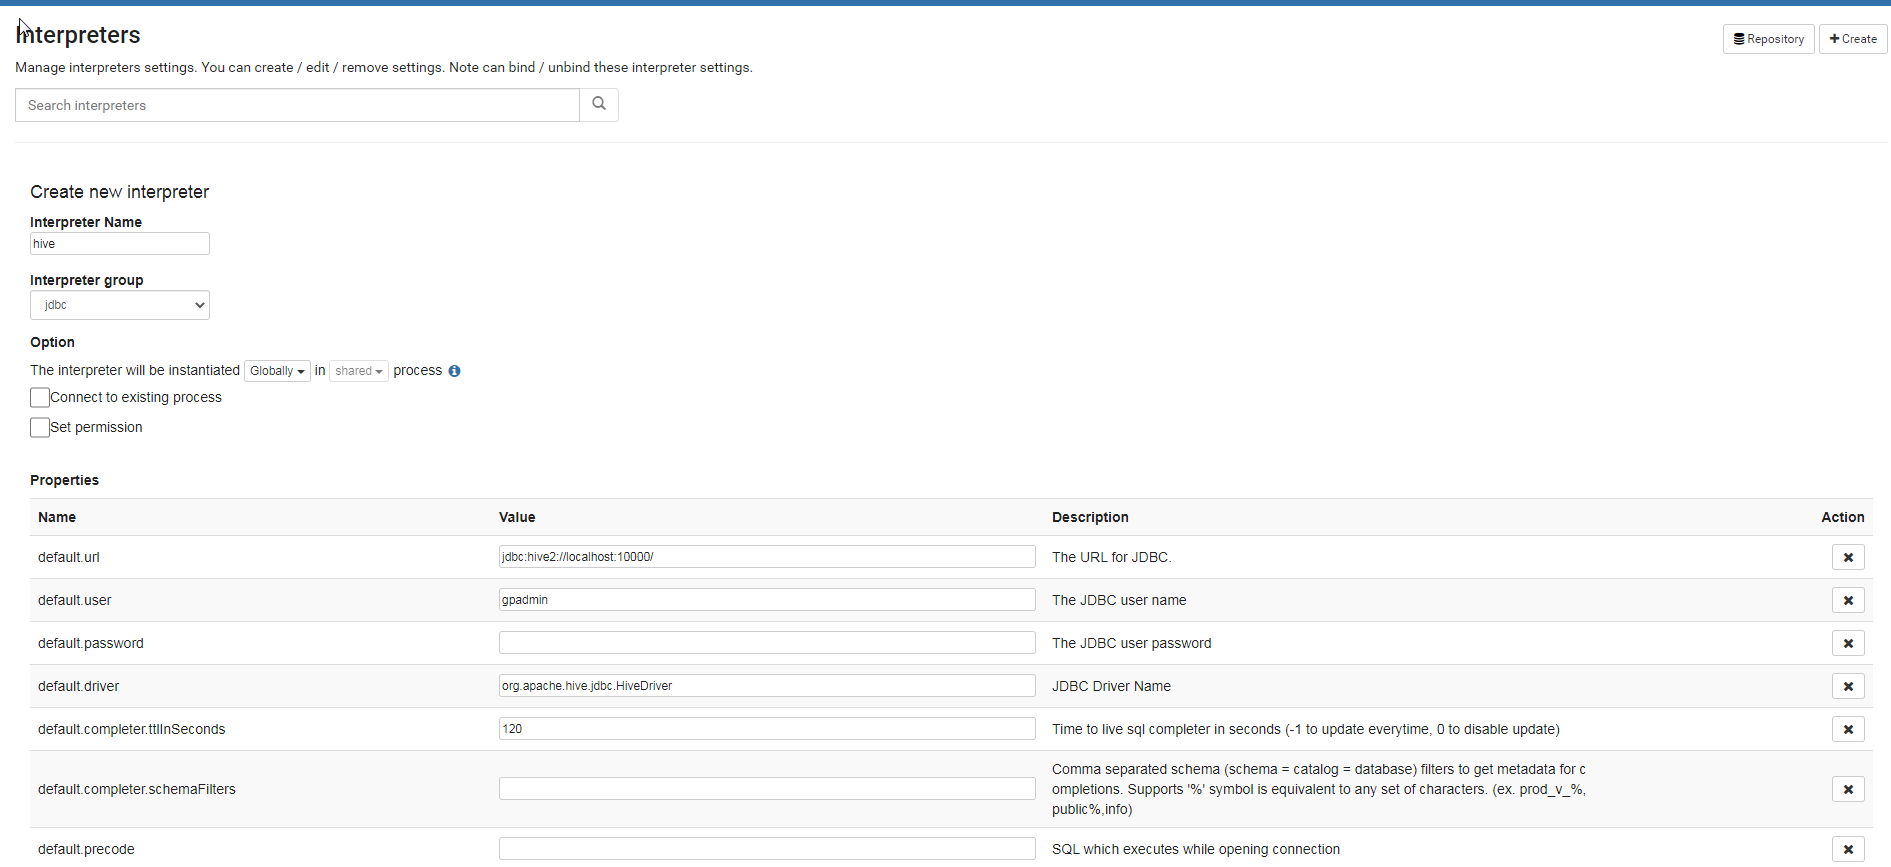 Interpreters
Repository
Create
Manage interpreters settings. You can create / edit / remove settings. Note can bind / unbind these interpreter settings.
Search interpreters
Create new interpreter
Interpreter Name
hive
Interpreter group
jdbc
Option
The interpreter will be instantiated Globally in shared process
Connect to existing process
Set permission
Properties
Name Value Description Action
default.url jdbc:hive2://localhost:10000/ The URL for JDBC.
default.user gpadmin The JDBC user name
default.password The JDBC user password
default.driver org.apache.hive.jdbc.HiveDriver JDBC Driver Name
default.completer.ttlInSeconds 120 Time to live sql completer in seconds (-1 to update everytime, 0 to disable update)
default.completer.schemaFilters Comma separated schema (schema = catalog = database) filters to get metadata for c
ompletions. Supports '%' symbol is equivalent to any set of characters. (ex. prod_v_%,
public%,info)
default.precode SQL which executes while opening connection